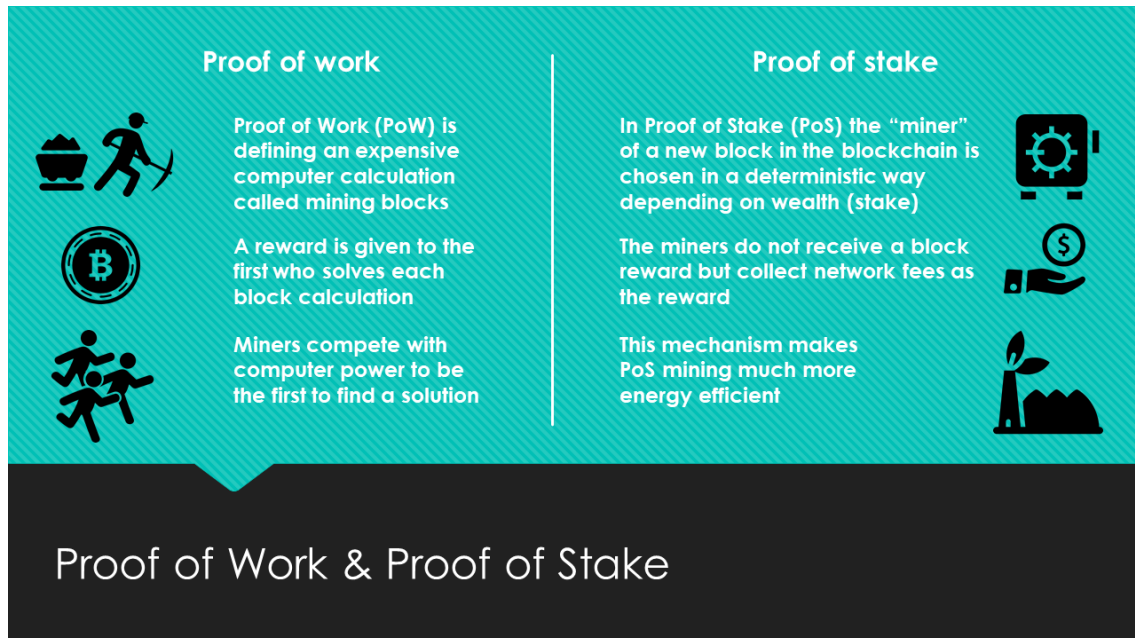 Proof of work
Proof of Work (PoW) is
defining an expensive
computer calculation
called mining blocks
A reward is given to the
first who solves each
block calculation
Miners compete with
computer power to be
the first to find a solution
Proof of stake
In Proof of Stake (PoS) the “miner”
of a new block in the blockchain is
chosen in a deterministic way
depending on wealth (stake)
The miners do not receive a block
reward but collect network fees as
the reward
This mechanism makes
PoS mining much more
energy efficient
Proof of Work & Proof of Stake